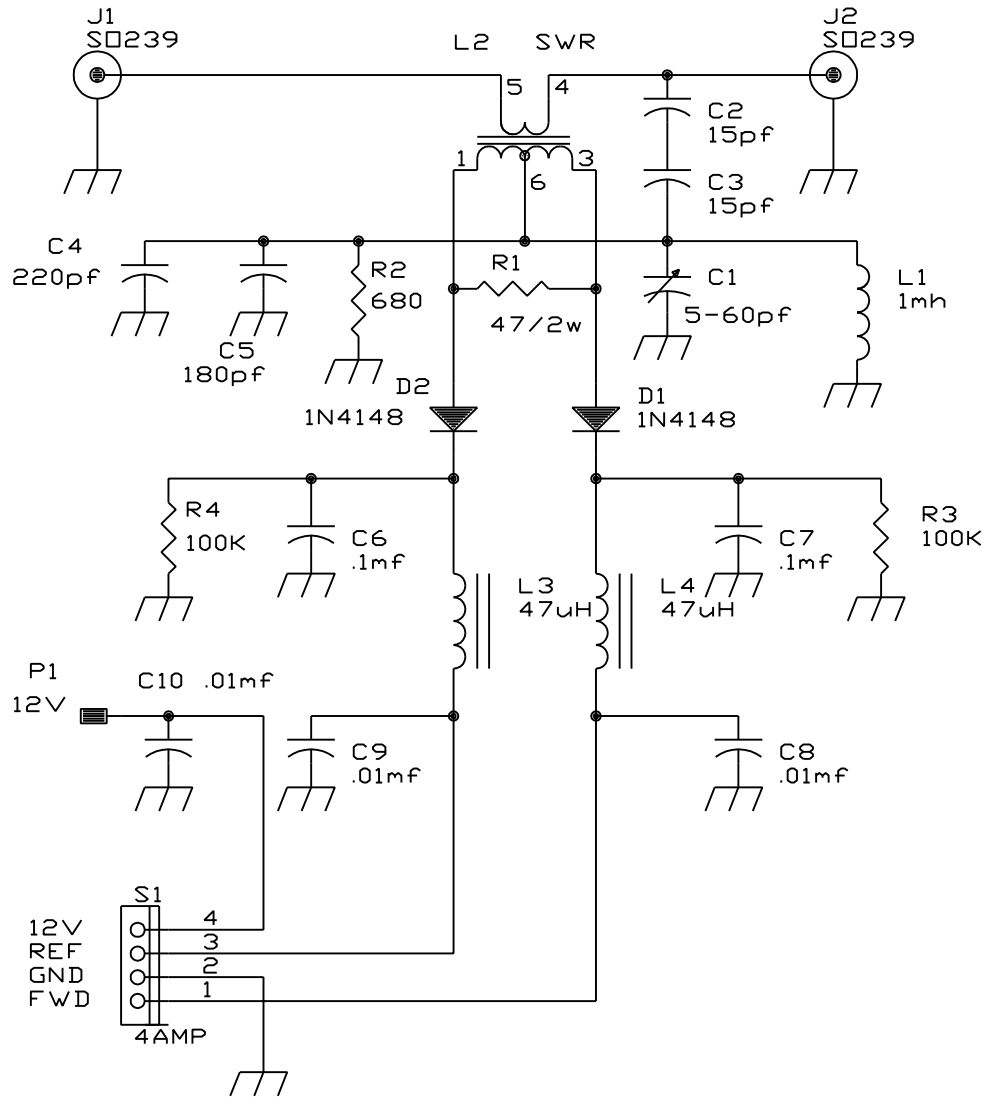 J1
SO239
L2 SWR
J2
SO239
5 4
C2
15pf
1 3
6
C3
15pf
C4
220pf
R2
680
R1
47/2w
C1
5-60pf
L1
1mh
C5
180pf
D2
1N4148
D1
1N4148
R4
100K
C6
.1mf
C7
.1mf
R3
100K
L3
47uH
L4
47uH
P1
12V
C10 .01mf
C9
.01mf
C8
.01mf
S1
12V 4
REF 3
GND 2
FWD 1
4AMP